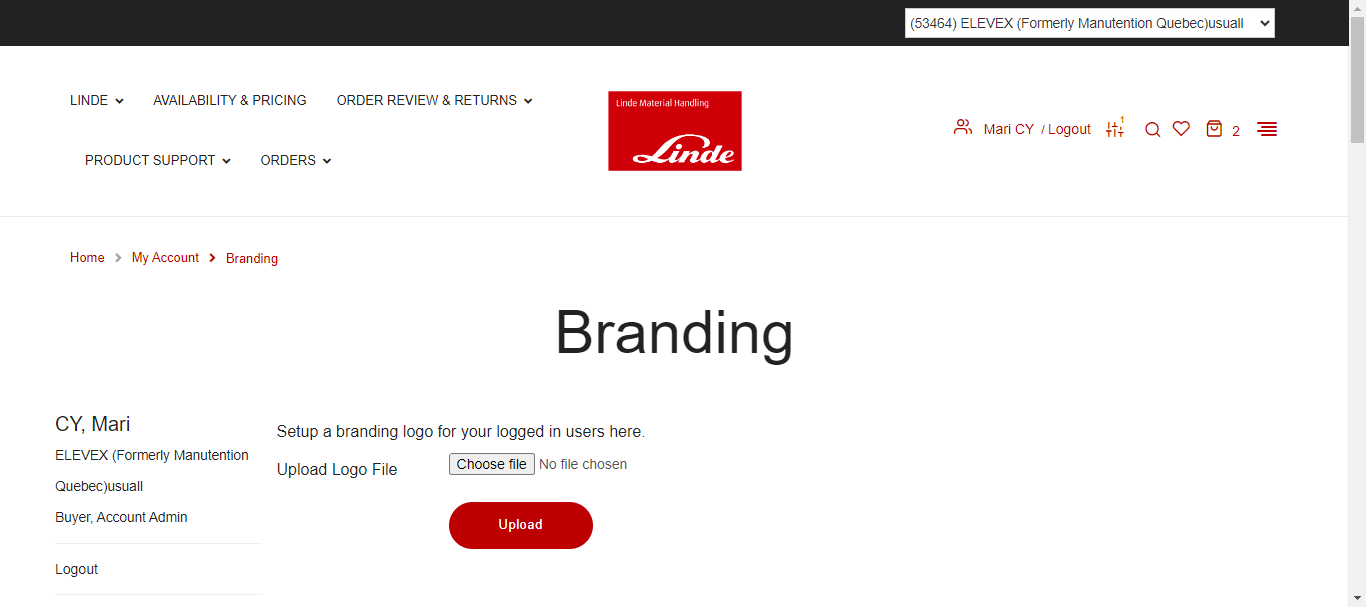 (53464) ELEVEX (Formerly Manutention Quebec)usuall
LINDE
AVAILABILITY & PRICING
ORDER REVIEW & RETURNS
PRODUCT SUPPORT
ORDERS
Linde Material Handling
Linde
Mari CY / Logout
1
2
Home
My Account
Branding
Branding
CY, Mari
ELEVEX (Formerly Manutention
Quebec)usuall
Buyer, Account Admin
Logout
Setup a branding logo for your logged in users here.
Upload Logo File
Choose file No file chosen
Upload